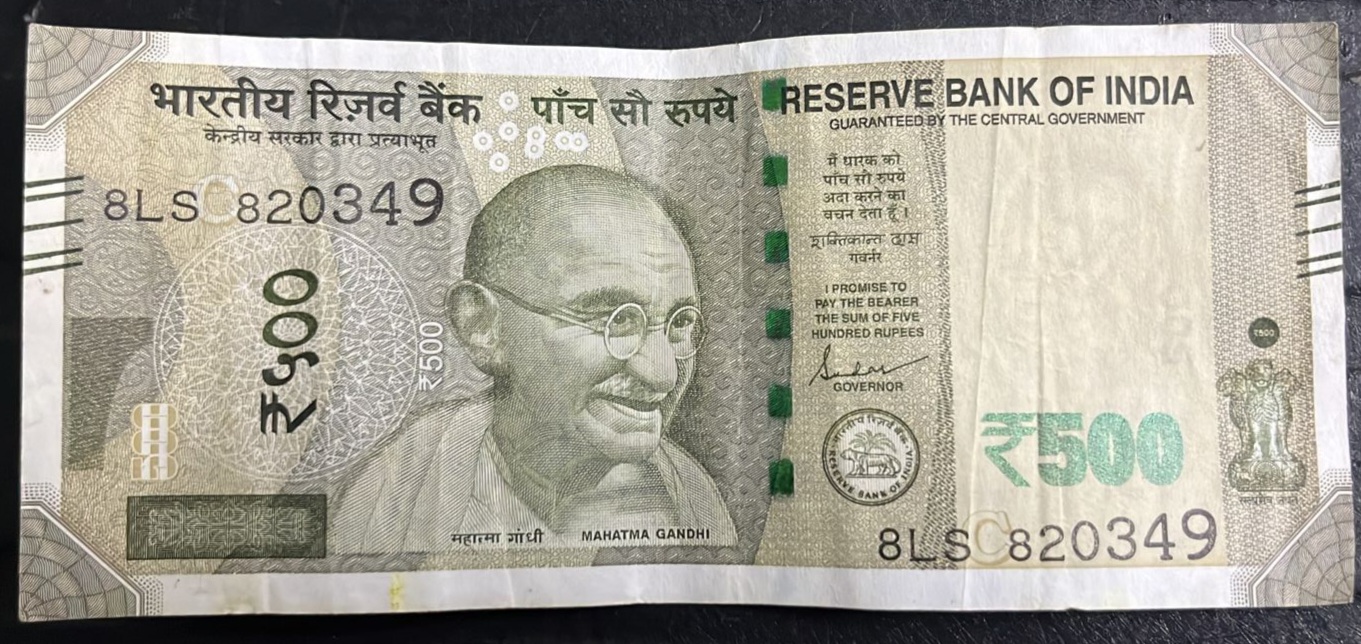 भारतीय रिज़र्व बैंक
केन्द्रीय सरकार द्वारा प्रत्याभूत
पाँच सौ रुपये
RESERVE BANK OF INDIA
GUARANTEED BY THE CENTRAL GOVERNMENT
8LS 820349
₹५००
₹500
मैं धारक को
पाँच सौ रुपये
अदा करने का
वचन देता हूँ ।
शक्तिकान्त दास
गवर्नर
I PROMISE TO
PAY THE BEARER
THE SUM OF FIVE
HUNDRED RUPEES
GOVERNOR
भारतीय रिज़र्व बैंक
RESERVE BANK OF INDIA
₹500
₹500
सत्यमेव जयते
महात्मा गांधी
MAHATMA GANDHI
8LSC 820349